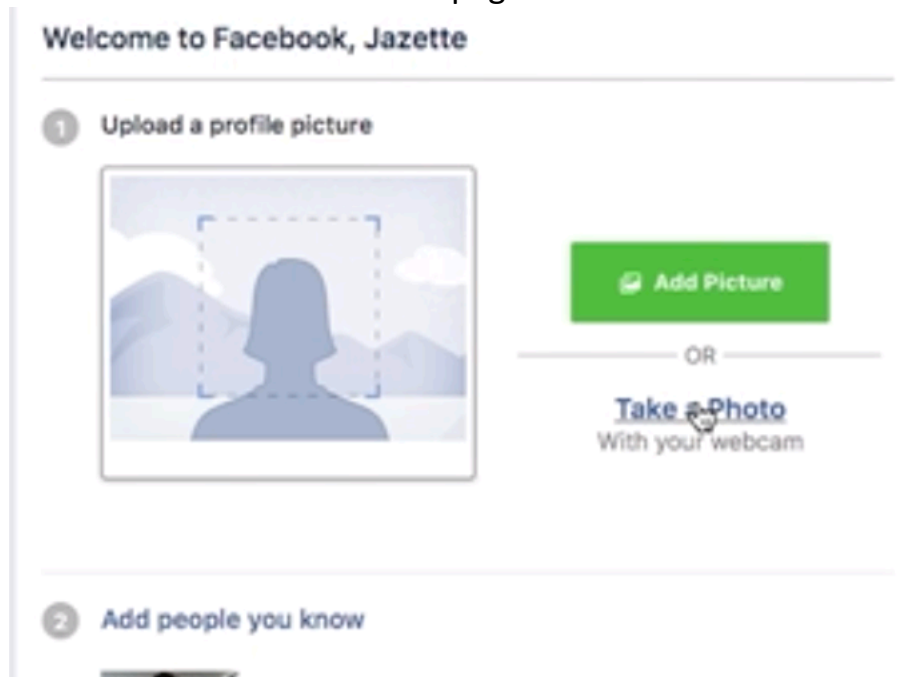 Welcome to Facebook, Jazette
1 Upload a profile picture
Add Picture
OR
Take a Photo
With your webcam
2 Add people you know